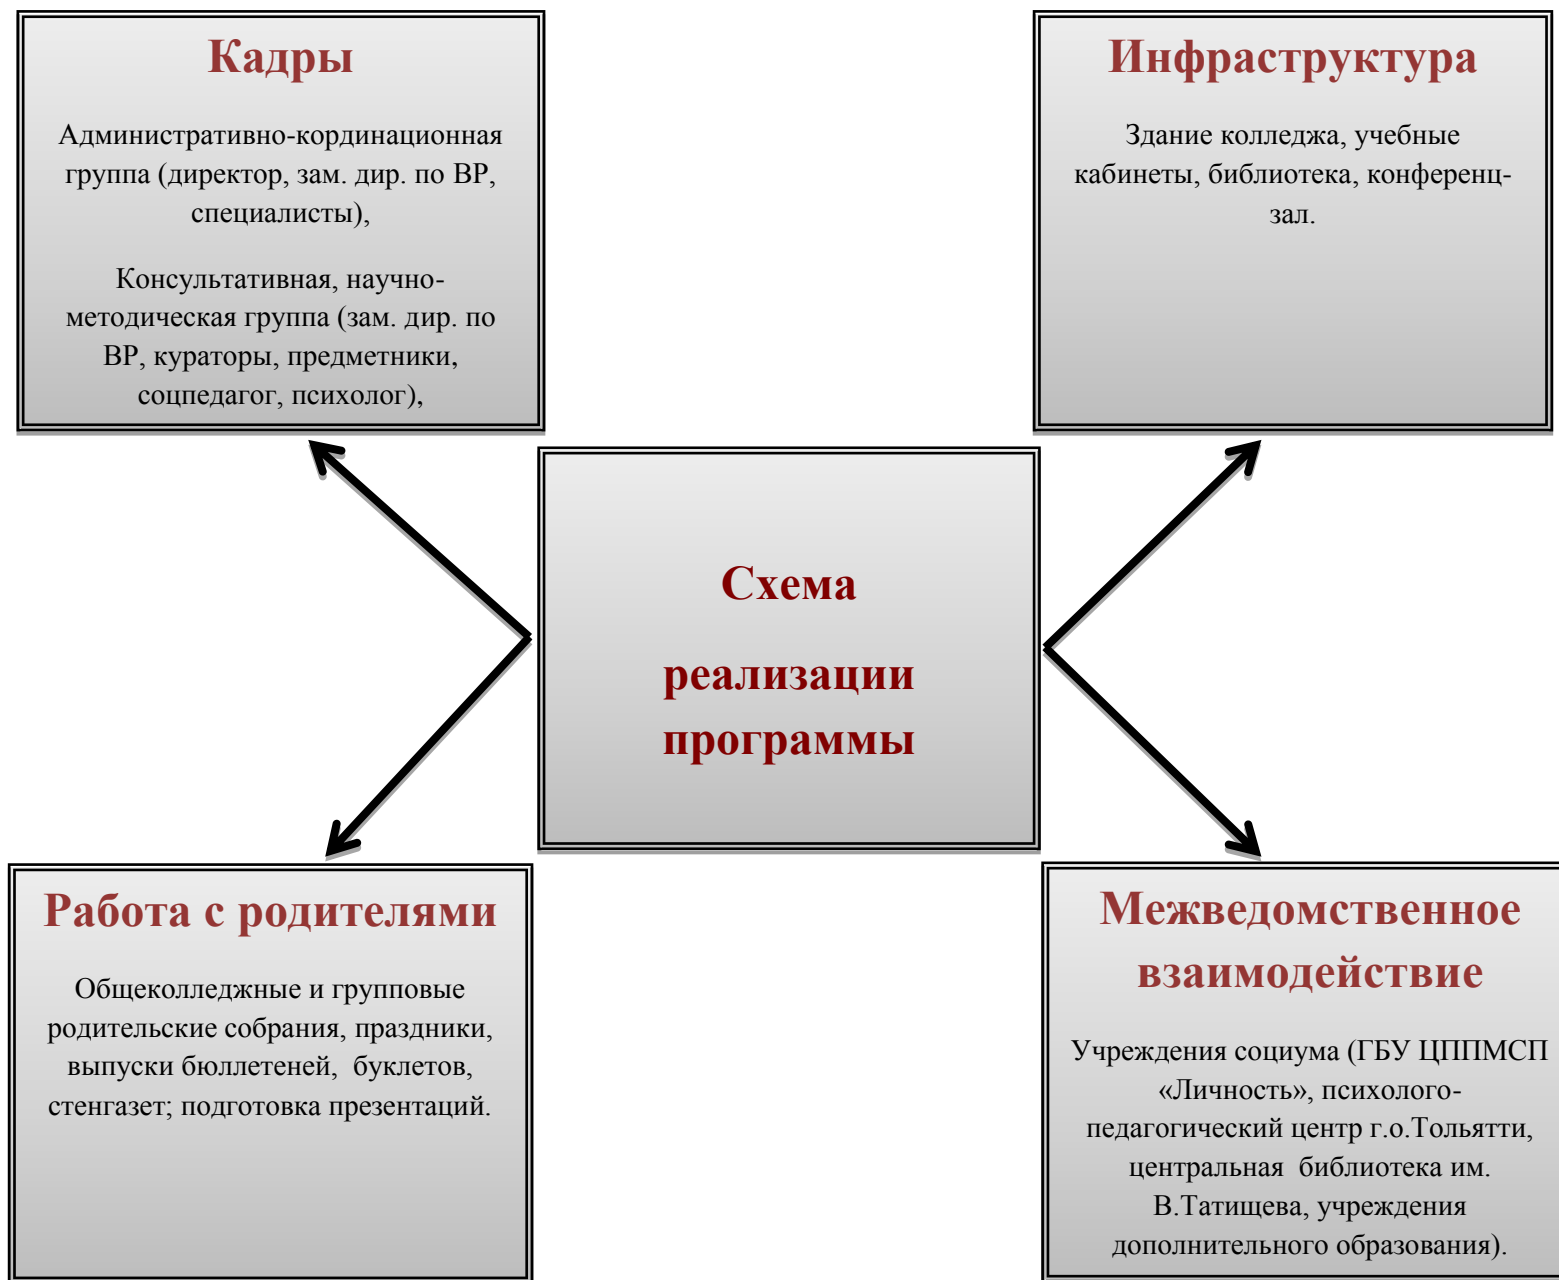 Кадры
Административно-кординационная
группа (директор, зам. дир. по ВР,
специалисты),
Консультативная, научно-
методическая группа (зам. дир. по
ВР, кураторы, предметники,
соцпедагог, психолог),
Инфраструктура
Здание колледжа, учебные
кабинеты, библиотека, конференц-
зал.
Схема
реализации
программы
Работа с родителями
Общеколледжные и групповые
родительские собрания, праздники,
выпуски бюллетеней, буклетов,
стенгазет; подготовка презентаций.
Межведомственное
взаимодействие
Учреждения социума (ГБУ ЦППМСП
«Личность», психолого-
педагогический центр г.о.Тольятти,
центральная библиотека им.
В.Татищева, учреждения
дополнительного образования).